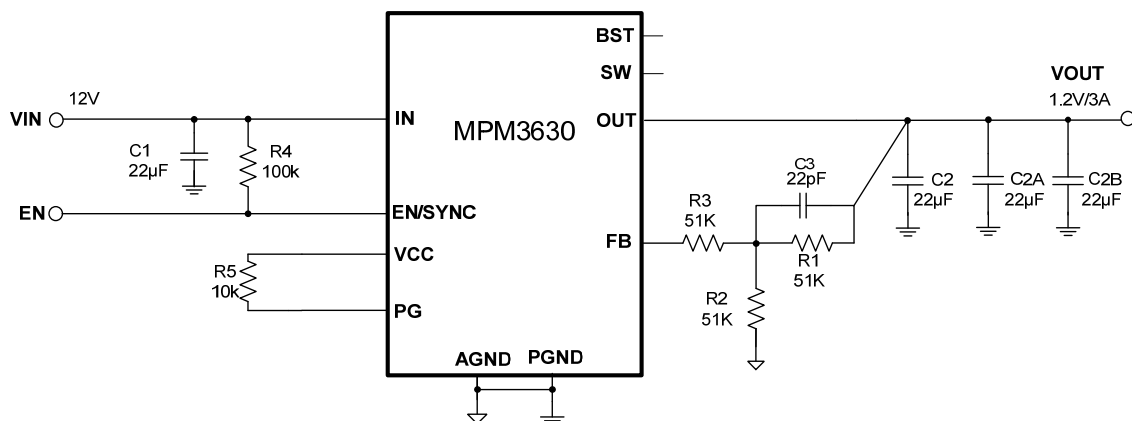 BST
SW
VOUT
1.2V/3A
12V
VIN
IN
MPM3630
OUT
C1
22µF
R4
100k
C3
22pF
C2
22µF
C2A
22µF
C2B
22µF
R3
51K
EN
EN/SYNC
FB
R1
51K
VCC
R5
10k
PG
R2
51K
AGND
PGND